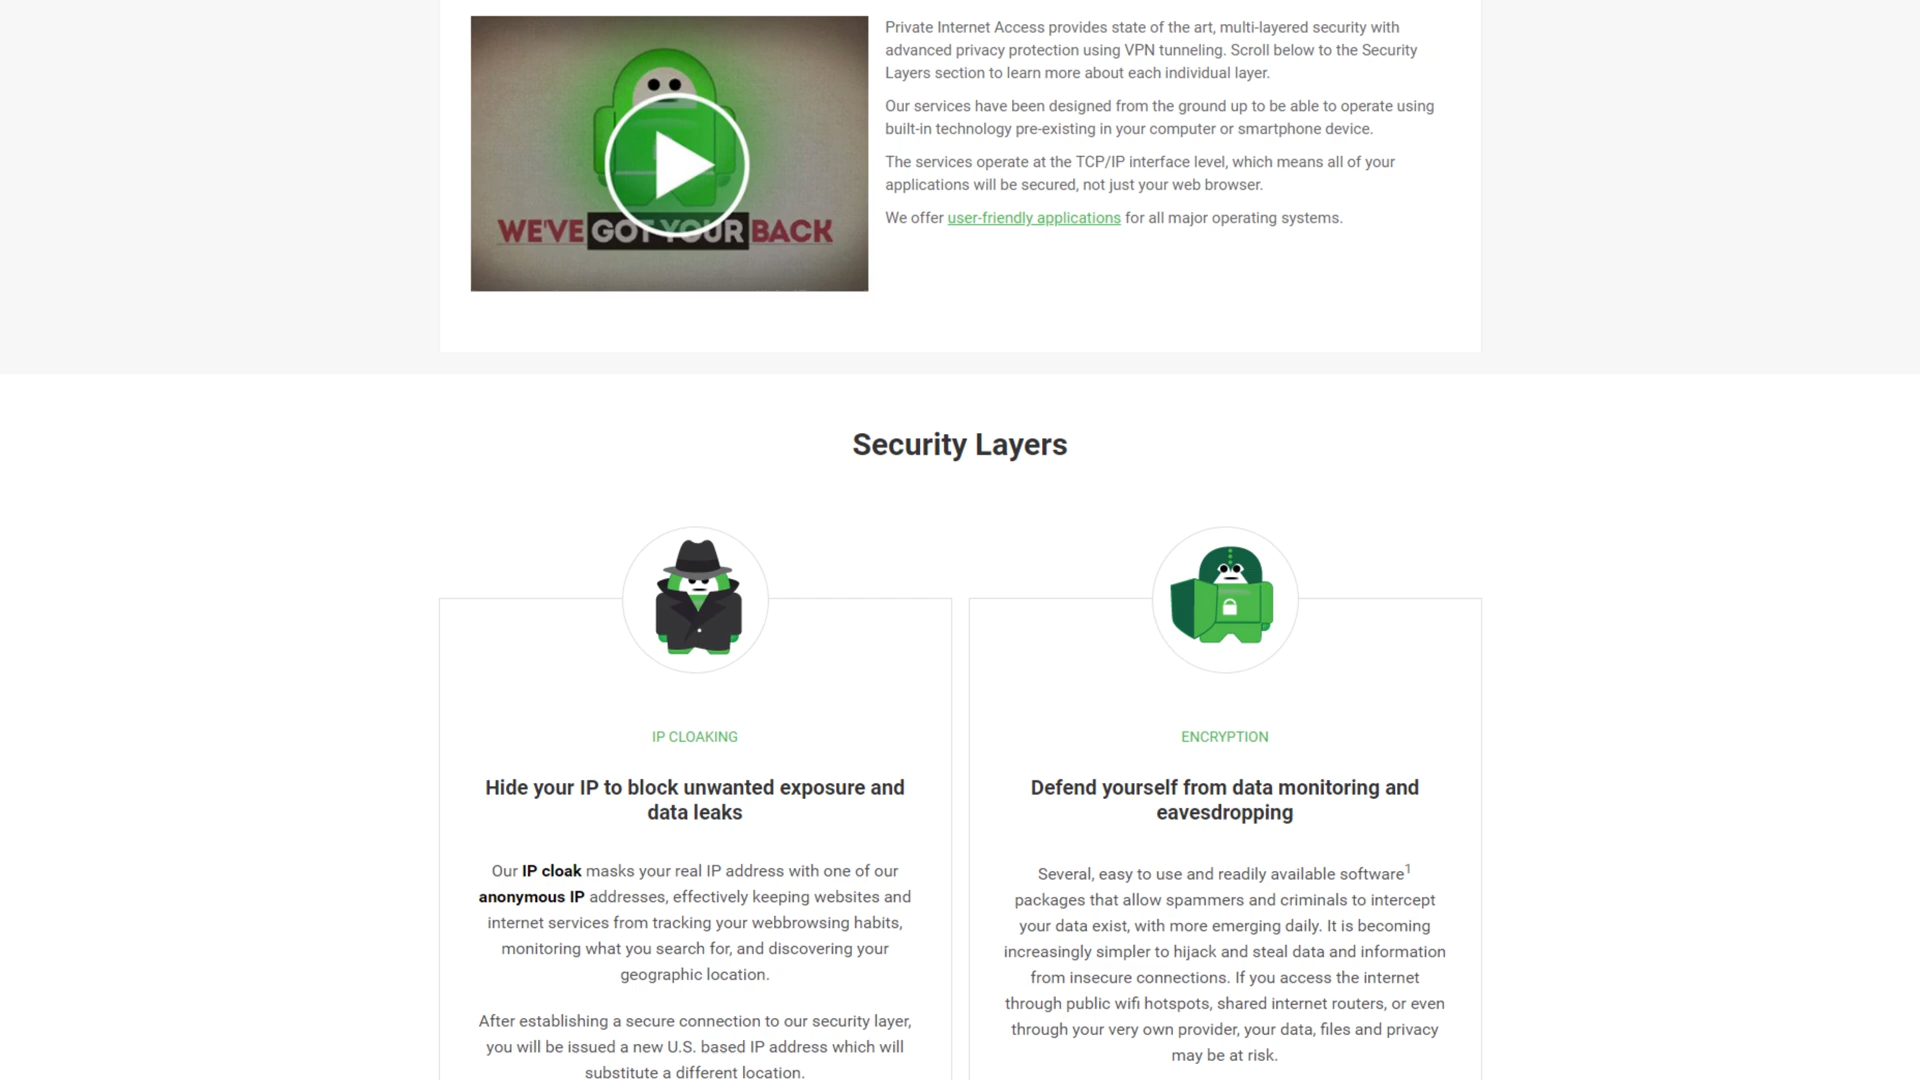 WE'VE GOT YOUR BACK
Private Internet Access provides state of the art, multi-layered security with
advanced privacy protection using VPN tunneling. Scroll below to the Security
Layers section to learn more about each individual layer.
Our services have been designed from the ground up to be able to operate using
built-in technology pre-existing in your computer or smartphone device.
The services operate at the TCP/IP interface level, which means all of your
applications will be secured, not just your web browser.
We offer user-friendly applications for all major operating systems.
Security Layers
IP CLOAKING
Hide your IP to block unwanted exposure and
data leaks
Our IP cloak masks your real IP address with one of our
anonymous IP addresses, effectively keeping websites and
internet services from tracking your webbrowsing habits,
monitoring what you search for, and discovering your
geographic location.
After establishing a secure connection to our security layer,
you will be issued a new U.S. based IP address which will
substitute a different location.
ENCRYPTION
Defend yourself from data monitoring and
eavesdropping
Several, easy to use and readily available software1
packages that allow spammers and criminals to intercept
your data exist, with more emerging daily. It is becoming
increasingly simpler to hijack and steal data and information
from insecure connections. If you access the internet
through public wifi hotspots, shared internet routers, or even
through your very own provider, your data, files and privacy
may be at risk.